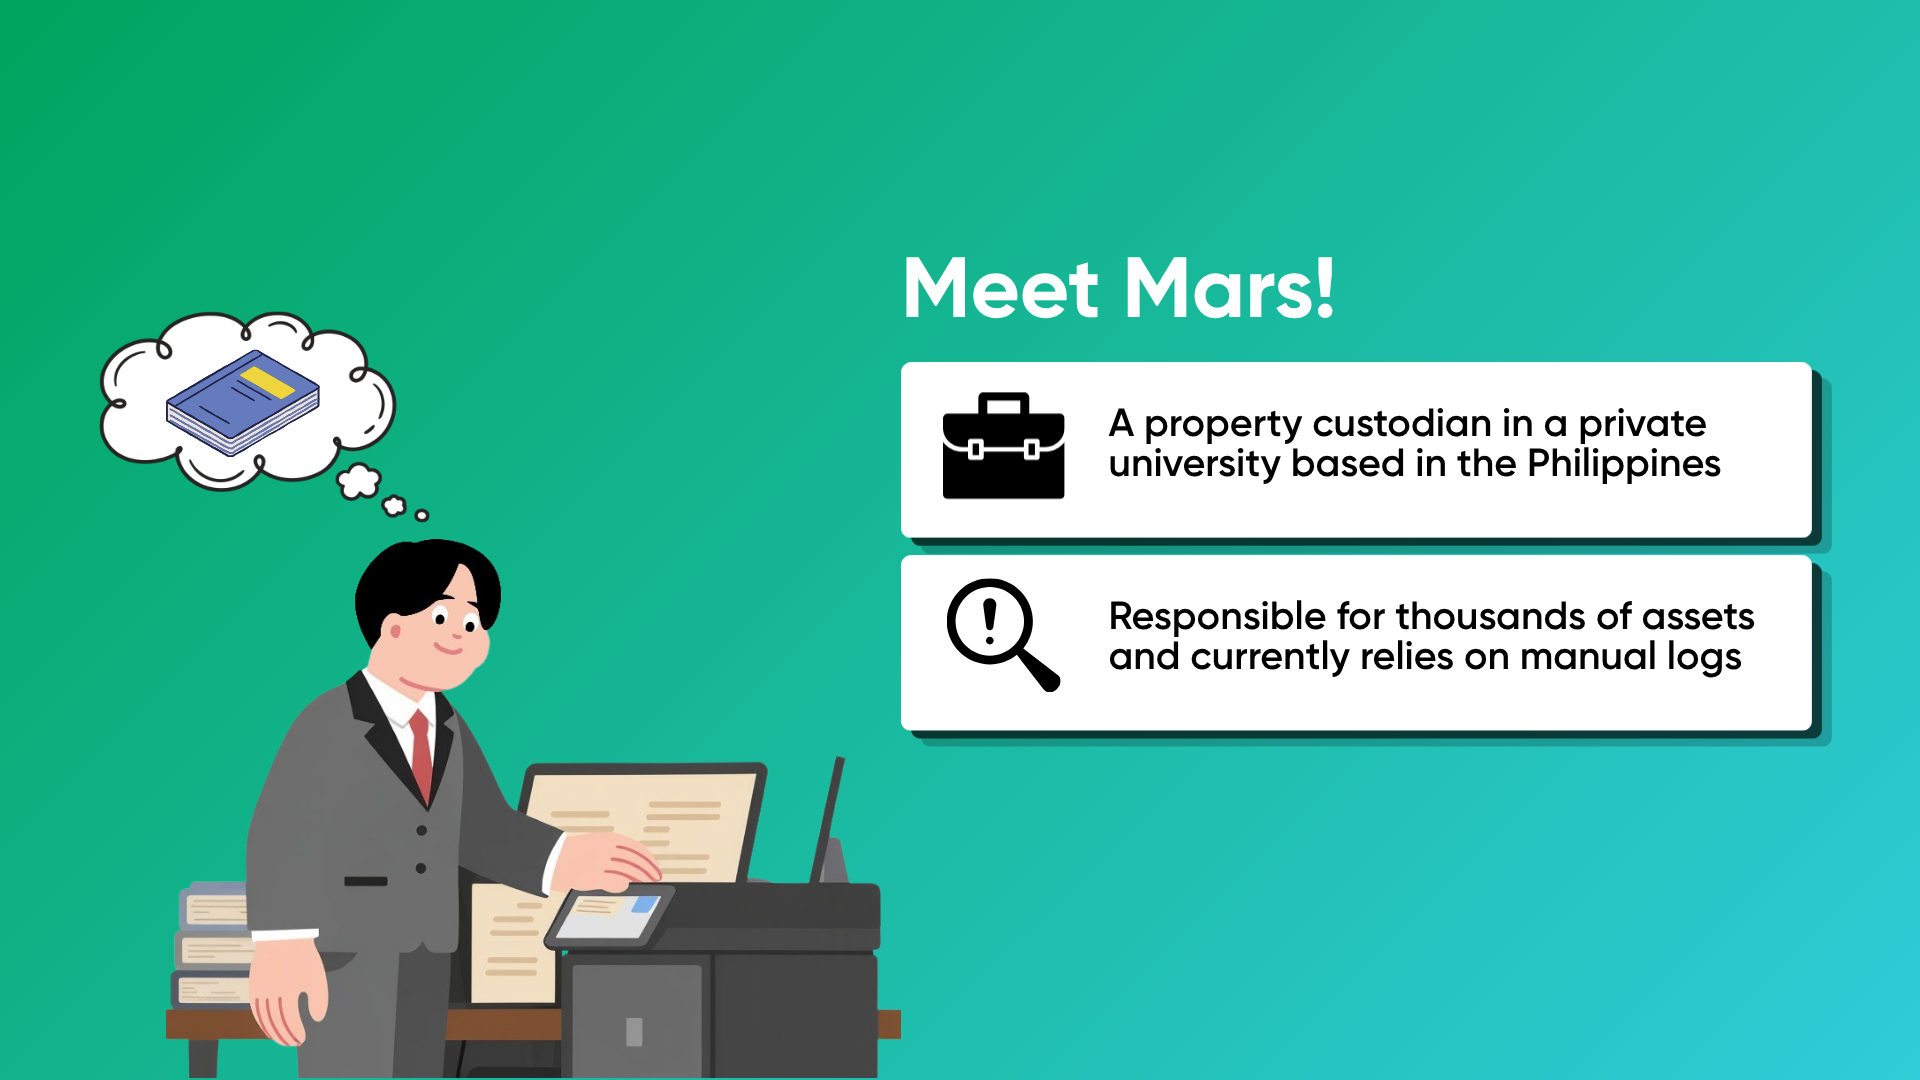 Meet Mars!
A property custodian in a private
university based in the Philippines
Responsible for thousands of assets
and currently relies on manual logs